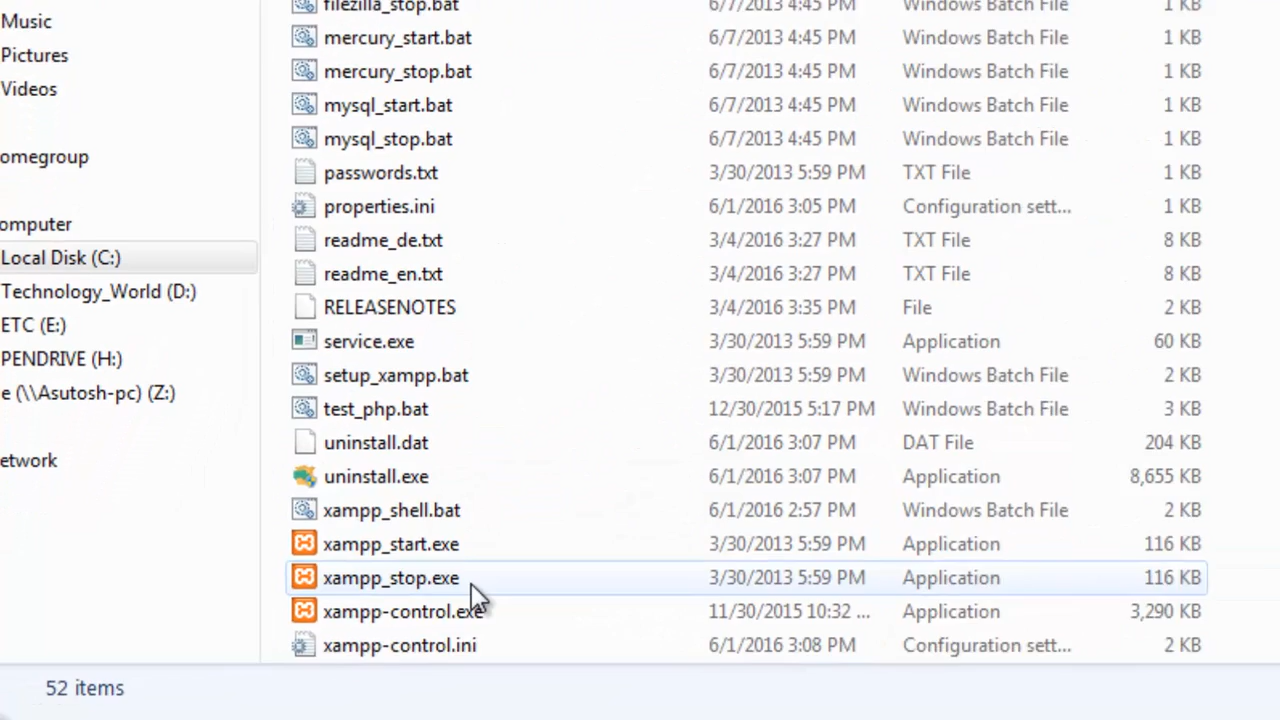 Music
Pictures
Videos
omegroup
omputer
Local Disk (C:)
Technology_World (D:)
ETC (E:)
PENDRIVE (H:)
e (\\Asutosh-pc) (Z:)
etwork
filezilla_stop.bat 6/7/2013 4:45 PM Windows Batch File 1 KB
mercury_start.bat 6/7/2013 4:45 PM Windows Batch File 1 KB
mercury_stop.bat 6/7/2013 4:45 PM Windows Batch File 1 KB
mysql_start.bat 6/7/2013 4:45 PM Windows Batch File 1 KB
mysql_stop.bat 6/7/2013 4:45 PM Windows Batch File 1 KB
passwords.txt 3/30/2013 5:59 PM TXT File 1 KB
properties.ini 6/1/2016 3:05 PM Configuration sett... 1 KB
readme_de.txt 3/4/2016 3:27 PM TXT File 8 KB
readme_en.txt 3/4/2016 3:27 PM TXT File 8 KB
RELEASENOTES 3/4/2016 3:35 PM File 2 KB
service.exe 3/30/2013 5:59 PM Application 60 KB
setup_xampp.bat 3/30/2013 5:59 PM Windows Batch File 2 KB
test_php.bat 12/30/2015 5:17 PM Windows Batch File 3 KB
uninstall.dat 6/1/2016 3:07 PM DAT File 204 KB
uninstall.exe 6/1/2016 3:07 PM Application 8,655 KB
xampp_shell.bat 6/1/2016 2:57 PM Windows Batch File 2 KB
xampp_start.exe 3/30/2013 5:59 PM Application 116 KB
xampp_stop.exe 3/30/2013 5:59 PM Application 116 KB
xampp-control.exe 11/30/2015 10:32 ... Application 3,290 KB
xampp-control.ini 6/1/2016 3:08 PM Configuration sett... 2 KB
52 items